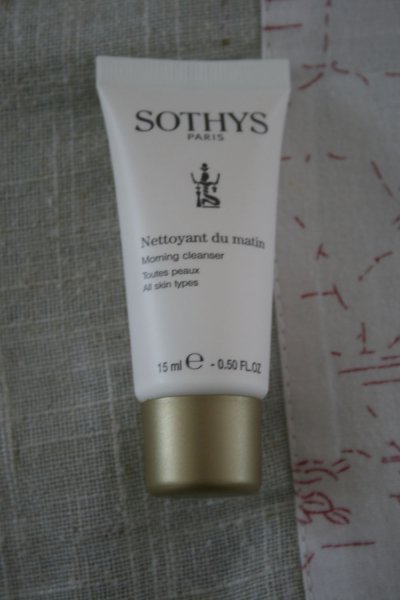 SOTHYS
PARIS
Nettoyant du matin
Morning cleanser
Toutes peaux
All skin types
15 ml ℮ - 0.50 FL.OZ